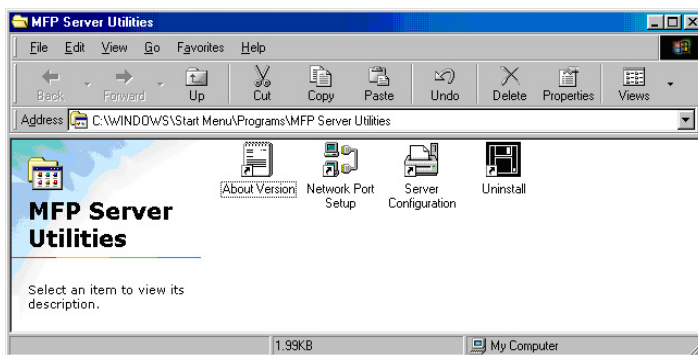 MFP Server Utilities
File Edit View Go Favorites Help
Back Forward Up Cut Copy Paste Undo Delete Properties Views
Address C:\WINDOWS\Start Menu\Programs\MFP Server Utilities
About Version Network Port Setup Server Configuration Uninstall
MFP Server
Utilities
Select an item to view its
description.
1.99KB My Computer